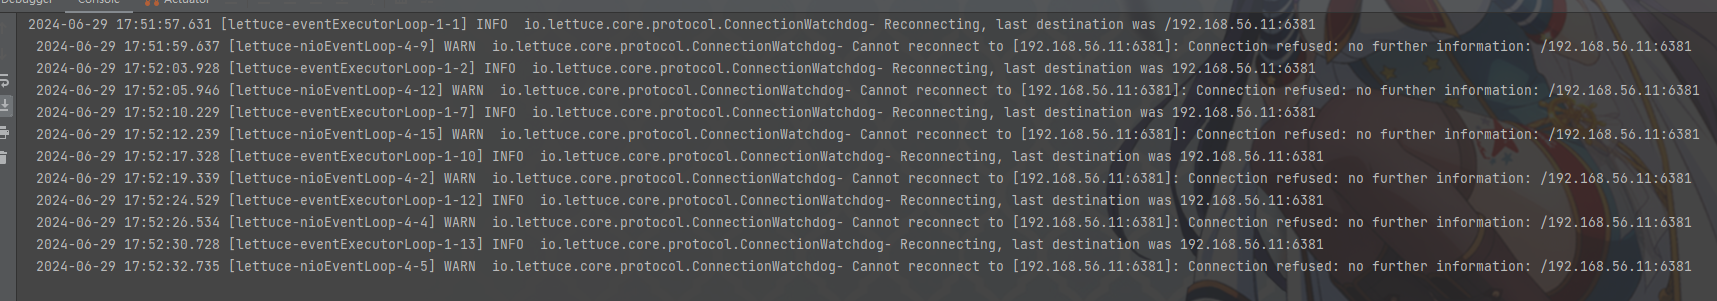 Debugger Console Actuator
2024-06-29 17:51:57.631 [lettuce-eventExecutorLoop-1-1] INFO  io.lettuce.core.protocol.ConnectionWatchdog- Reconnecting, last destination was /192.168.56.11:6381
2024-06-29 17:51:59.637 [lettuce-nioEventLoop-4-9] WARN  io.lettuce.core.protocol.ConnectionWatchdog- Cannot reconnect to [192.168.56.11:6381]: Connection refused: no further information: /192.168.56.11:6381
2024-06-29 17:52:03.928 [lettuce-eventExecutorLoop-1-2] INFO  io.lettuce.core.protocol.ConnectionWatchdog- Reconnecting, last destination was 192.168.56.11:6381
2024-06-29 17:52:05.946 [lettuce-nioEventLoop-4-12] WARN  io.lettuce.core.protocol.ConnectionWatchdog- Cannot reconnect to [192.168.56.11:6381]: Connection refused: no further information: /192.168.56.11:6381
2024-06-29 17:52:10.229 [lettuce-eventExecutorLoop-1-7] INFO  io.lettuce.core.protocol.ConnectionWatchdog- Reconnecting, last destination was 192.168.56.11:6381
2024-06-29 17:52:12.239 [lettuce-nioEventLoop-4-15] WARN  io.lettuce.core.protocol.ConnectionWatchdog- Cannot reconnect to [192.168.56.11:6381]: Connection refused: no further information: /192.168.56.11:6381
2024-06-29 17:52:17.328 [lettuce-eventExecutorLoop-1-10] INFO  io.lettuce.core.protocol.ConnectionWatchdog- Reconnecting, last destination was 192.168.56.11:6381
2024-06-29 17:52:19.339 [lettuce-nioEventLoop-4-2] WARN  io.lettuce.core.protocol.ConnectionWatchdog- Cannot reconnect to [192.168.56.11:6381]: Connection refused: no further information: /192.168.56.11:6381
2024-06-29 17:52:24.529 [lettuce-eventExecutorLoop-1-12] INFO  io.lettuce.core.protocol.ConnectionWatchdog- Reconnecting, last destination was 192.168.56.11:6381
2024-06-29 17:52:26.534 [lettuce-nioEventLoop-4-4] WARN  io.lettuce.core.protocol.ConnectionWatchdog- Cannot reconnect to [192.168.56.11:6381]: Connection refused: no further information: /192.168.56.11:6381
2024-06-29 17:52:30.728 [lettuce-eventExecutorLoop-1-13] INFO  io.lettuce.core.protocol.ConnectionWatchdog- Reconnecting, last destination was 192.168.56.11:6381
2024-06-29 17:52:32.735 [lettuce-nioEventLoop-4-5] WARN  io.lettuce.core.protocol.ConnectionWatchdog- Cannot reconnect to [192.168.56.11:6381]: Connection refused: no further information: /192.168.56.11:6381